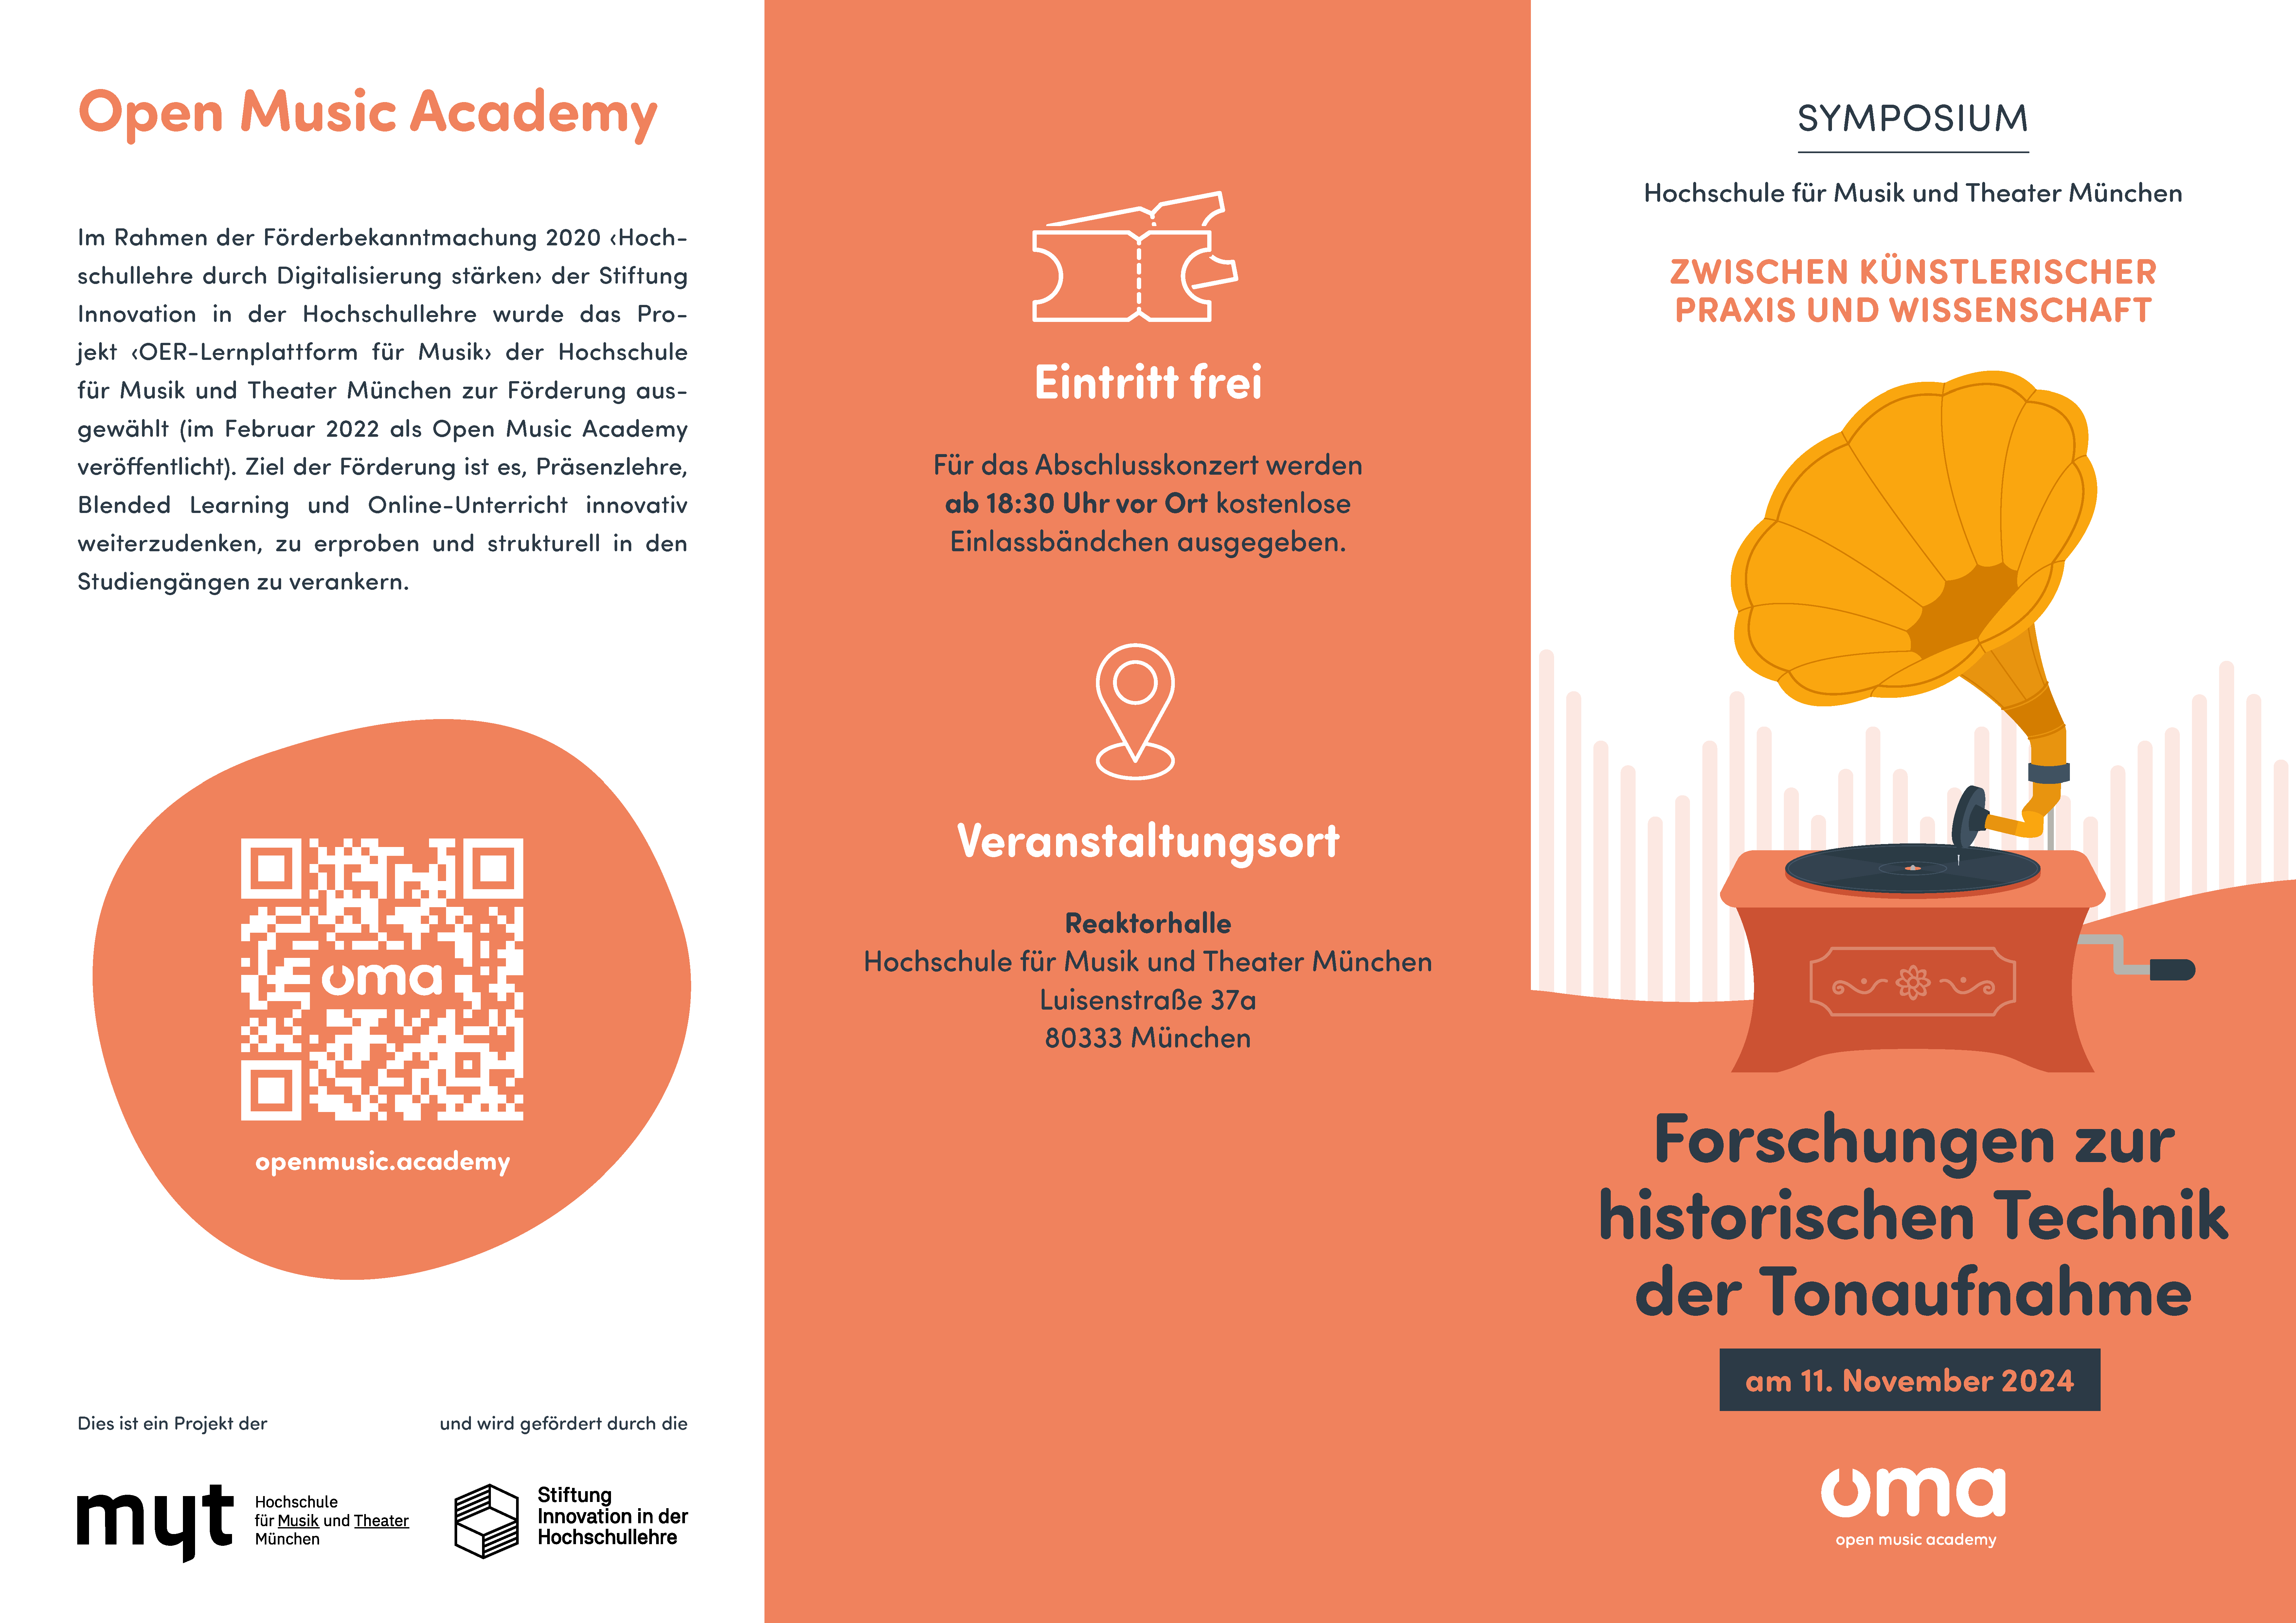 Open Music Academy
Im Rahmen der Förderbekanntmachung 2020 ‹Hoch-
schullehre durch Digitalisierung stärken› der Stiftung
Innovation in der Hochschullehre wurde das Pro-
jekt ‹OER-Lernplattform für Musik› der Hochschule
für Musik und Theater München zur Förderung aus-
gewählt (im Februar 2022 als Open Music Academy
veröffentlicht). Ziel der Förderung ist es, Präsenzlehre,
Blended Learning und Online-Unterricht innovativ
weiterzudenken, zu erproben und strukturell in den
Studiengängen zu verankern.
oma
openmusic.academy
Dies ist ein Projekt der
und wird gefördert durch die
myt
Hochschule
für Musik und Theater
München
Stiftung
Innovation in der
Hochschullehre
Eintritt frei
Für das Abschlusskonzert werden
ab 18:30 Uhr vor Ort kostenlose
Einlassbändchen ausgegeben.
Veranstaltungsort
Reaktorhalle
Hochschule für Musik und Theater München
Luisenstraße 37a
80333 München
SYMPOSIUM
Hochschule für Musik und Theater München
ZWISCHEN KÜNSTLERISCHER
PRAXIS UND WISSENSCHAFT
Forschungen zur
historischen Technik
der Tonaufnahme
am 11. November 2024
oma
open music academy